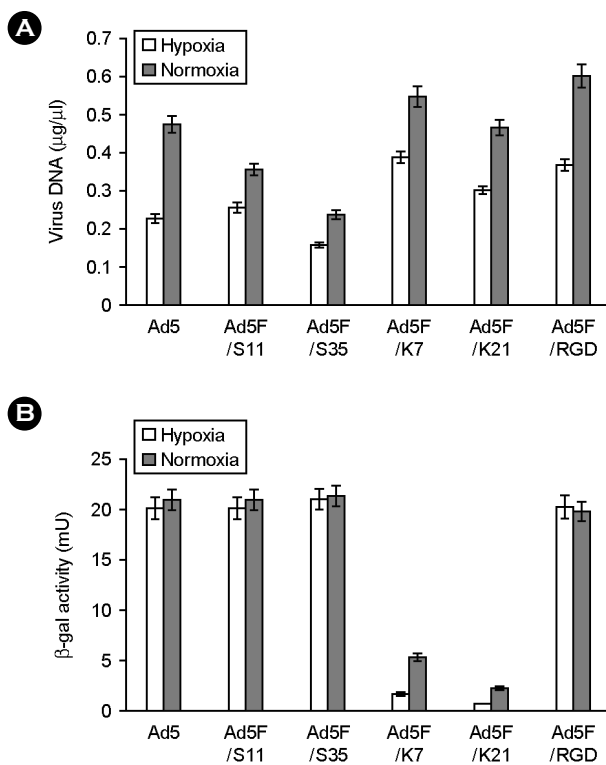 A
Hypoxia
Normoxia
Virus DNA (μg/μl)
0.7
0.6
0.5
0.4
0.3
0.2
0.1
0
Ad5
Ad5F
/S11
Ad5F
/S35
Ad5F
/K7
Ad5F
/K21
Ad5F
/RGD
B
Hypoxia
Normoxia
β-gal activity (mU)
25
20
15
10
5
0
Ad5
Ad5F
/S11
Ad5F
/S35
Ad5F
/K7
Ad5F
/K21
Ad5F
/RGD